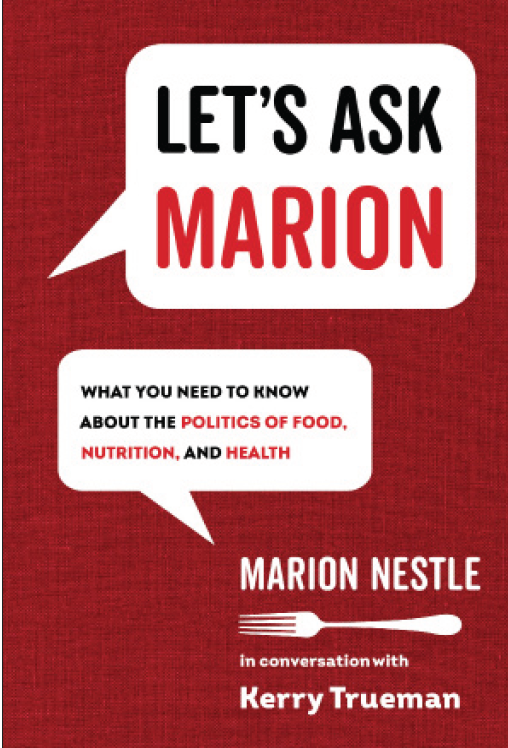 LET'S ASK
MARION
WHAT YOU NEED TO KNOW
ABOUT THE POLITICS OF FOOD,
NUTRITION, AND HEALTH
MARION NESTLE
in conversation with
Kerry Trueman